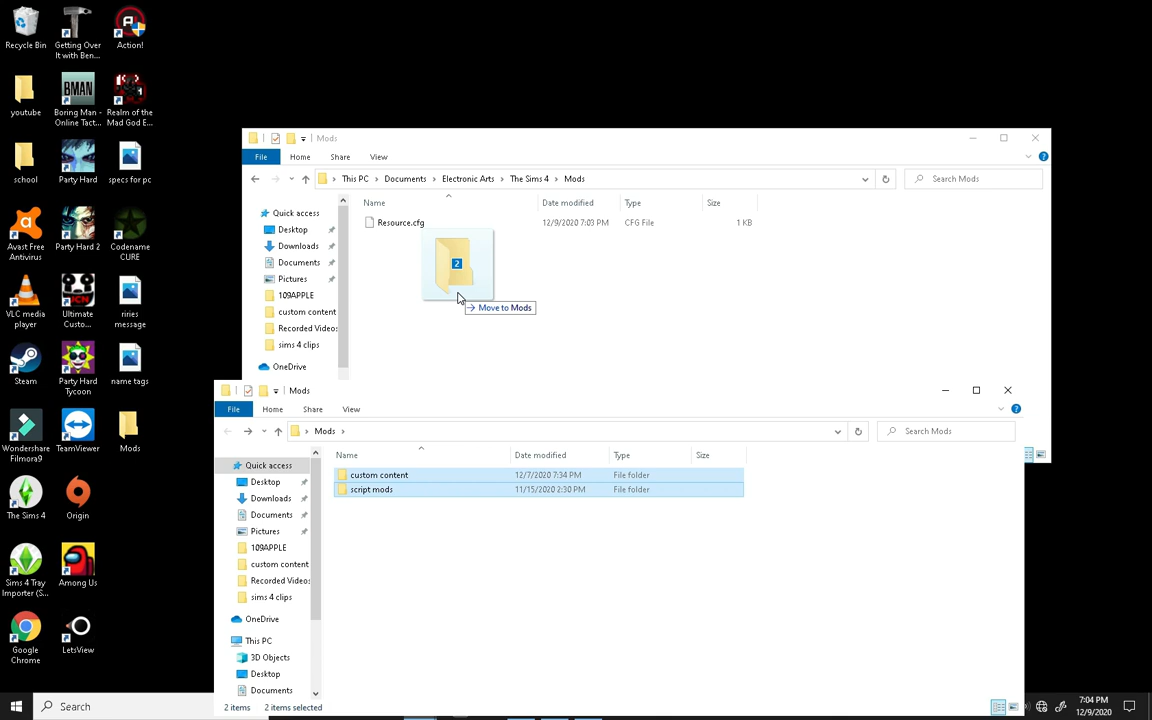 Recycle Bin
Getting Over
It with Ben...
Action!
youtube
Boring Man -
Online Tact...
Realm of the
Mad God E...
school
Party Hard
specs for pc
Avast Free
Antivirus
Party Hard 2
Codename
CURE
VLC media
player
Ultimate
Custo...
riries
message
Steam
Party Hard
Tycoon
name tags
Wondershare
Filmora9
TeamViewer
Mods
The Sims 4
Origin
Sims 4 Tray
Importer (S...
Among Us
Google
Chrome
LetsView
BMAN
Mods
File Home Share View
This PC > Documents > Electronic Arts > The Sims 4 > Mods
Search Mods
Name Date modified Type Size
Resource.cfg 12/9/2020 7:03 PM CFG File 1 KB
Quick access
Desktop
Downloads
Documents
Pictures
109APPLE
custom content
Recorded Videos
sims 4 clips
OneDrive
2
Move to Mods
Mods
File Home Share View
Mods >
Search Mods
Name Date modified Type Size
custom content 12/7/2020 7:34 PM File folder
script mods 11/15/2020 2:30 PM File folder
Quick access
Desktop
Downloads
Documents
Pictures
109APPLE
custom content
Recorded Videos
sims 4 clips
OneDrive
This PC
3D Objects
Desktop
Documents
2 items 2 items selected
Search
7:04 PM
12/9/2020